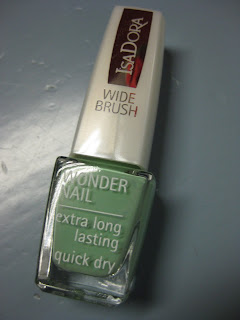 ISADORA
WIDE
BRUSH
WONDER
NAIL
extra long
lasting
quick dry